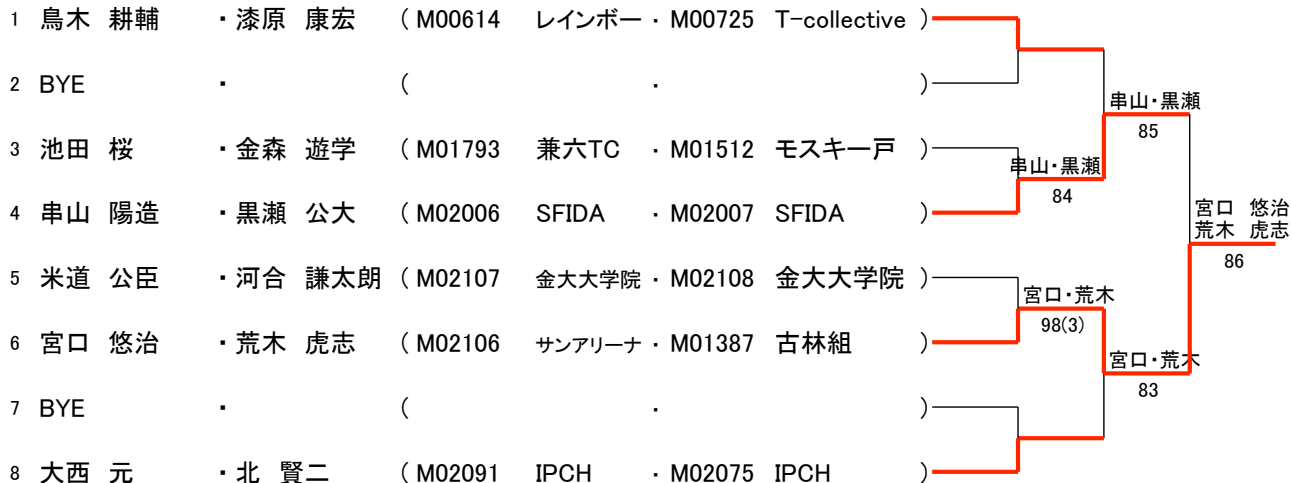 1 鳥木 耕輔 ・漆原 康宏 ( M00614 レインボー ・ M00725 T-collective )
2 BYE ・ ( ・ )
串山・黒瀬
85
3 池田 桜 ・金森 遊学 ( M01793 兼六TC ・ M01512 モスキー戸 )
串山・黒瀬
84
4 串山 陽造 ・黒瀬 公大 ( M02006 SFIDA ・ M02007 SFIDA )
宮口 悠治
荒木 虎志
86
5 米道 公臣 ・河合 謙太朗 ( M02107 金大大学院 ・ M02108 金大大学院 )
宮口・荒木
98(3)
6 宮口 悠治 ・荒木 虎志 ( M02106 サンアリーナ ・ M01387 古林組 )
宮口・荒木
83
7 BYE ・ ( ・ )
8 大西 元 ・北 賢二 ( M02091 IPCH ・ M02075 IPCH )